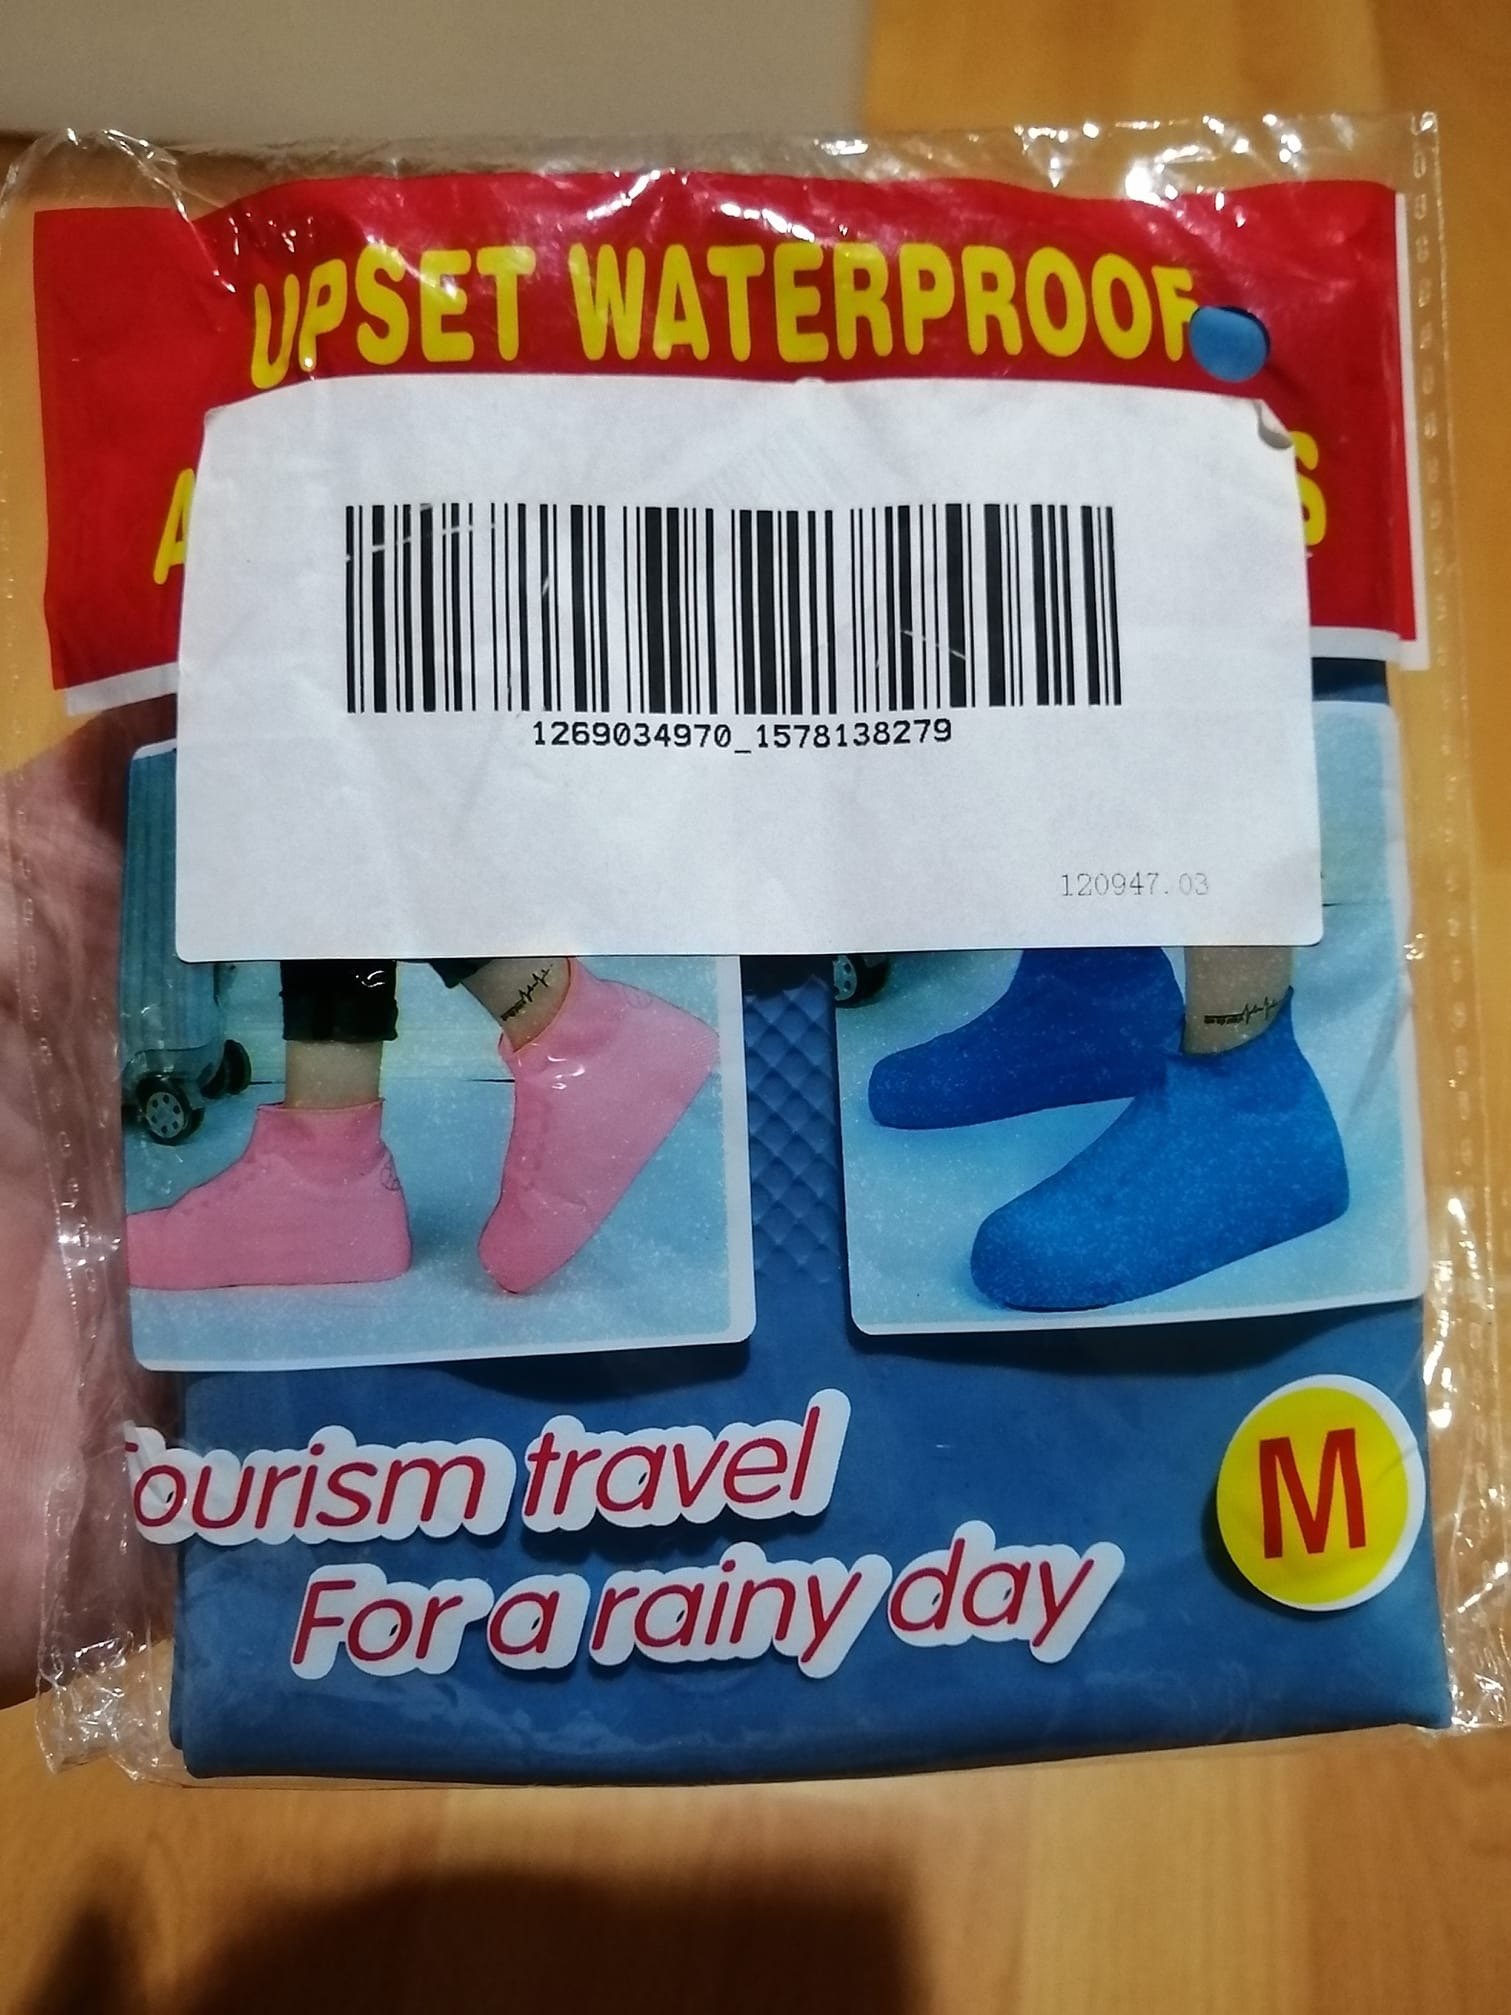 UPSET WATERPROOF
1269034970_1578138279
120947.03
Tourism travel
For a rainy day
M